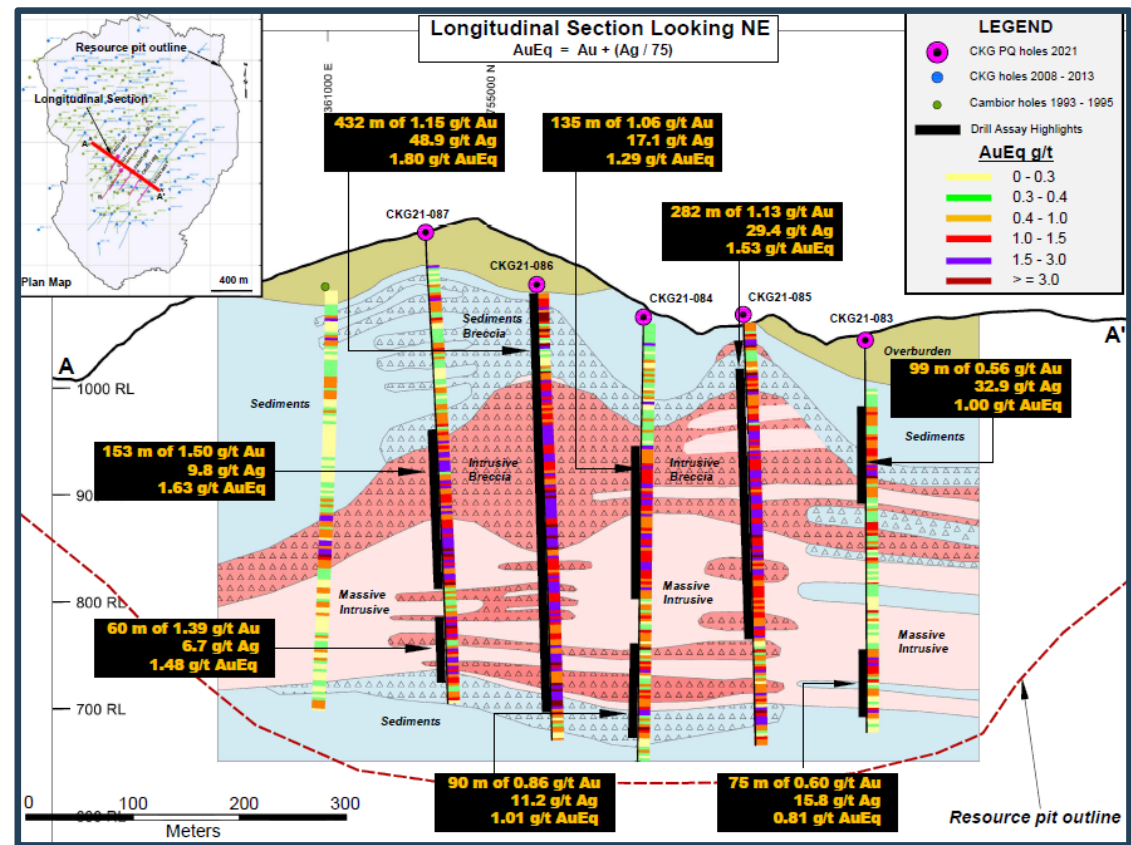 Longitudinal Section Looking NE
AuEq = Au + (Ag / 75)
Resource pit outline
Longitudinal Section
A
A'
Plan Map
400 m
LEGEND
CKG PQ holes 2021
CKG holes 2008 - 2013
Cambior holes 1993 - 1995
Drill Assay Highlights
AuEq g/t
0 - 0.3
0.3 - 0.4
0.4 - 1.0
1.0 - 1.5
1.5 - 3.0
> = 3.0
361000 E
755000 N
432 m of 1.15 g/t Au
48.9 g/t Ag
1.80 g/t AuEq
135 m of 1.06 g/t Au
17.1 g/t Ag
1.29 g/t AuEq
282 m of 1.13 g/t Au
29.4 g/t Ag
1.53 g/t AuEq
CKG21-087
CKG21-086
CKG21-084
CKG21-085
CKG21-083
A
A'
Overburden
99 m of 0.56 g/t Au
32.9 g/t Ag
1.00 g/t AuEq
Sediments
Breccia
1000 RL
Sediments
Sediments
153 m of 1.50 g/t Au
9.8 g/t Ag
1.63 g/t AuEq
Intrusive
Breccia
Intrusive
Breccia
800 RL
Massive
Intrusive
Massive
Intrusive
Massive
Intrusive
60 m of 1.39 g/t Au
6.7 g/t Ag
1.48 g/t AuEq
700 RL
Sediments
90 m of 0.86 g/t Au
11.2 g/t Ag
1.01 g/t AuEq
75 m of 0.60 g/t Au
15.8 g/t Ag
0.81 g/t AuEq
0 100 200 300
Meters
Resource pit outline